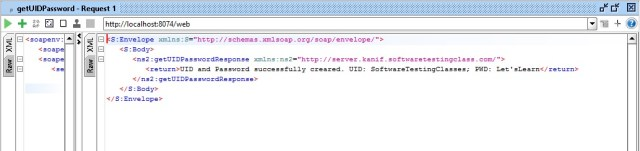 getUIDPassword - Request 1
http://localhost:8074/web
XML
Raw
<soapenv:
<soape
<soape
<se
XML
Raw
<S:Envelope xmlns:S="http://schemas.xmlsoap.org/soap/envelope/">
<S:Body>
<ns2:getUIDPasswordResponse xmlns:ns2="http://server.kanif.softwaretestingclass.com/">
<return>UID and Password successfully creared. UID: SoftwareTestingClasses; PWD: Let'sLearn</return>
</ns2:getUIDPasswordResponse>
</S:Body>
</S:Envelope>